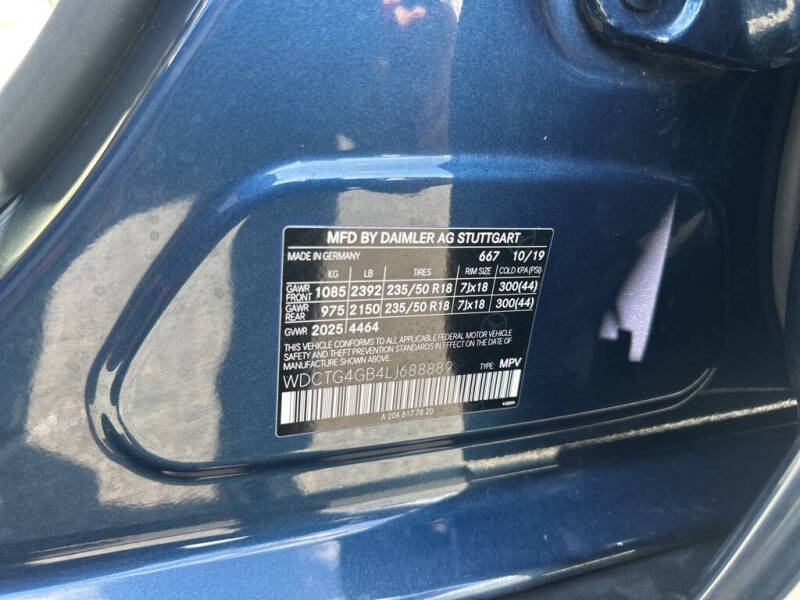 MFD BY DAIMLER AG STUTTGART
MADE IN GERMANY 667 10/19
KG LB TIRES RIM SIZE COLD KPA (PSI)
GAWR FRONT 1085 2392 235/50 R18 7Jx18 300(44)
GAWR REAR 975 2150 235/50 R18 7Jx18 300(44)
GVWR 2025 4464
THIS VEHICLE CONFORMS TO ALL APPLICABLE FEDERAL MOTOR VEHICLE
SAFETY AND THEFT PREVENTION STANDARDS IN EFFECT ON THE DATE OF
MANUFACTURE SHOWN ABOVE.
WDCTG4GB4LJ688889 TYPE: MPV
A 204 817 78 20